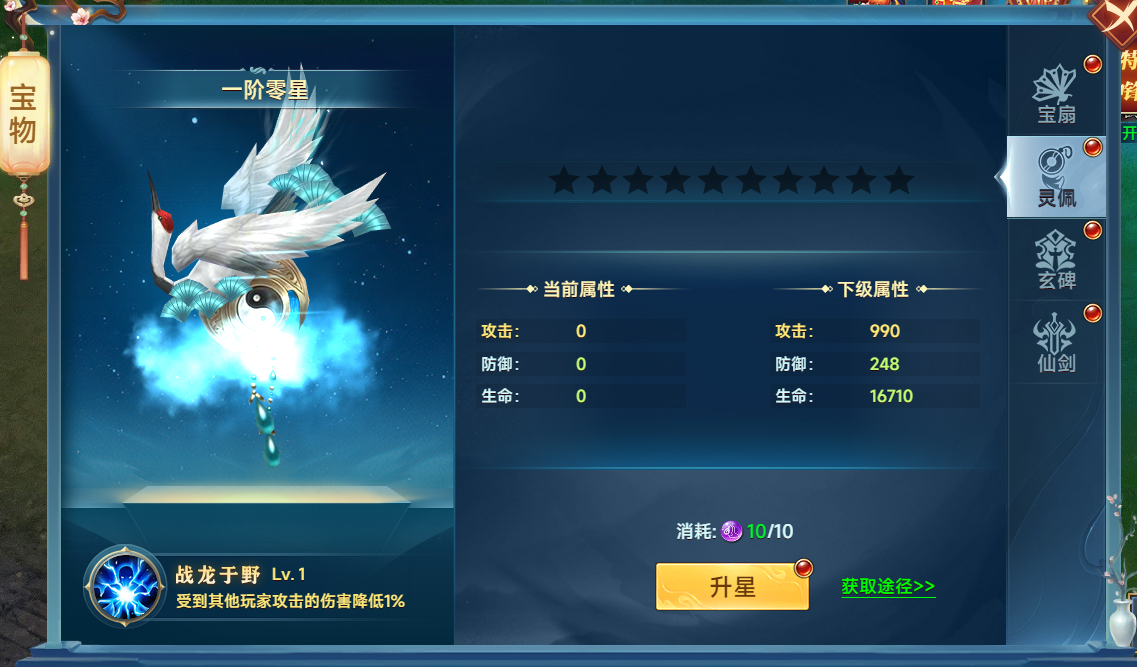 宝物
一阶零星
战龙于野 Lv.1
受到其他玩家攻击的伤害降低1%
当前属性
攻击: 0
防御: 0
生命: 0
下级属性
攻击: 990
防御: 248
生命: 16710
消耗: 10/10
升星
获取途径>>
宝扇
灵佩
玄碑
仙剑
特
开